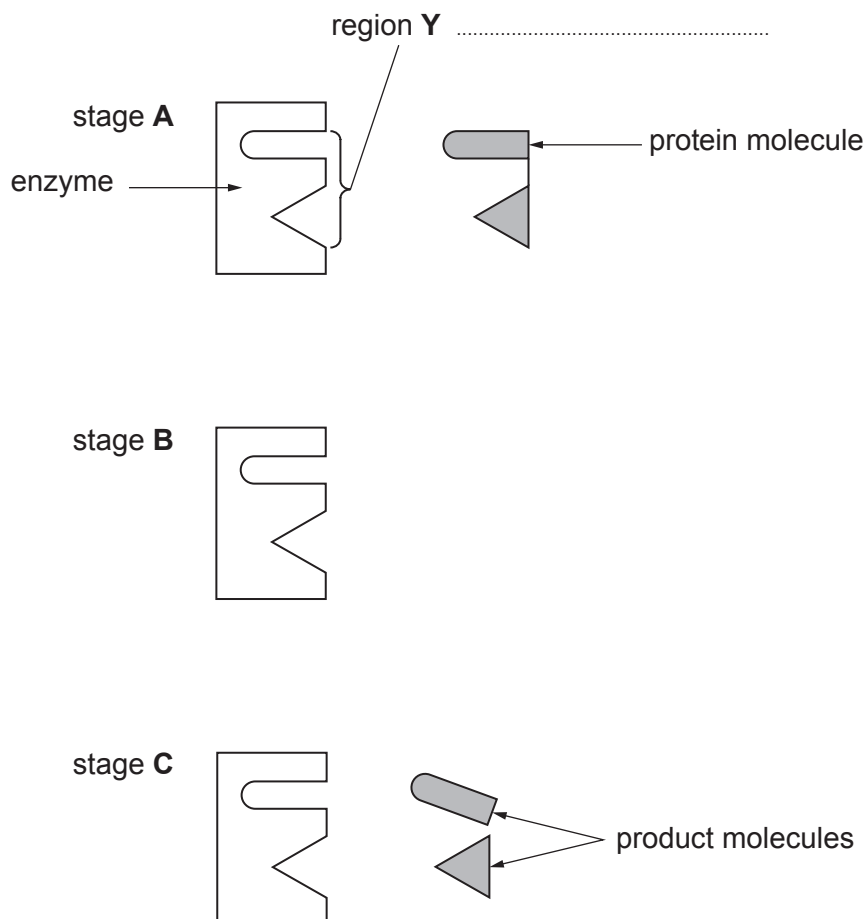 region Y ................................................................
stage A
protein molecule
enzyme
stage B
stage C
product molecules